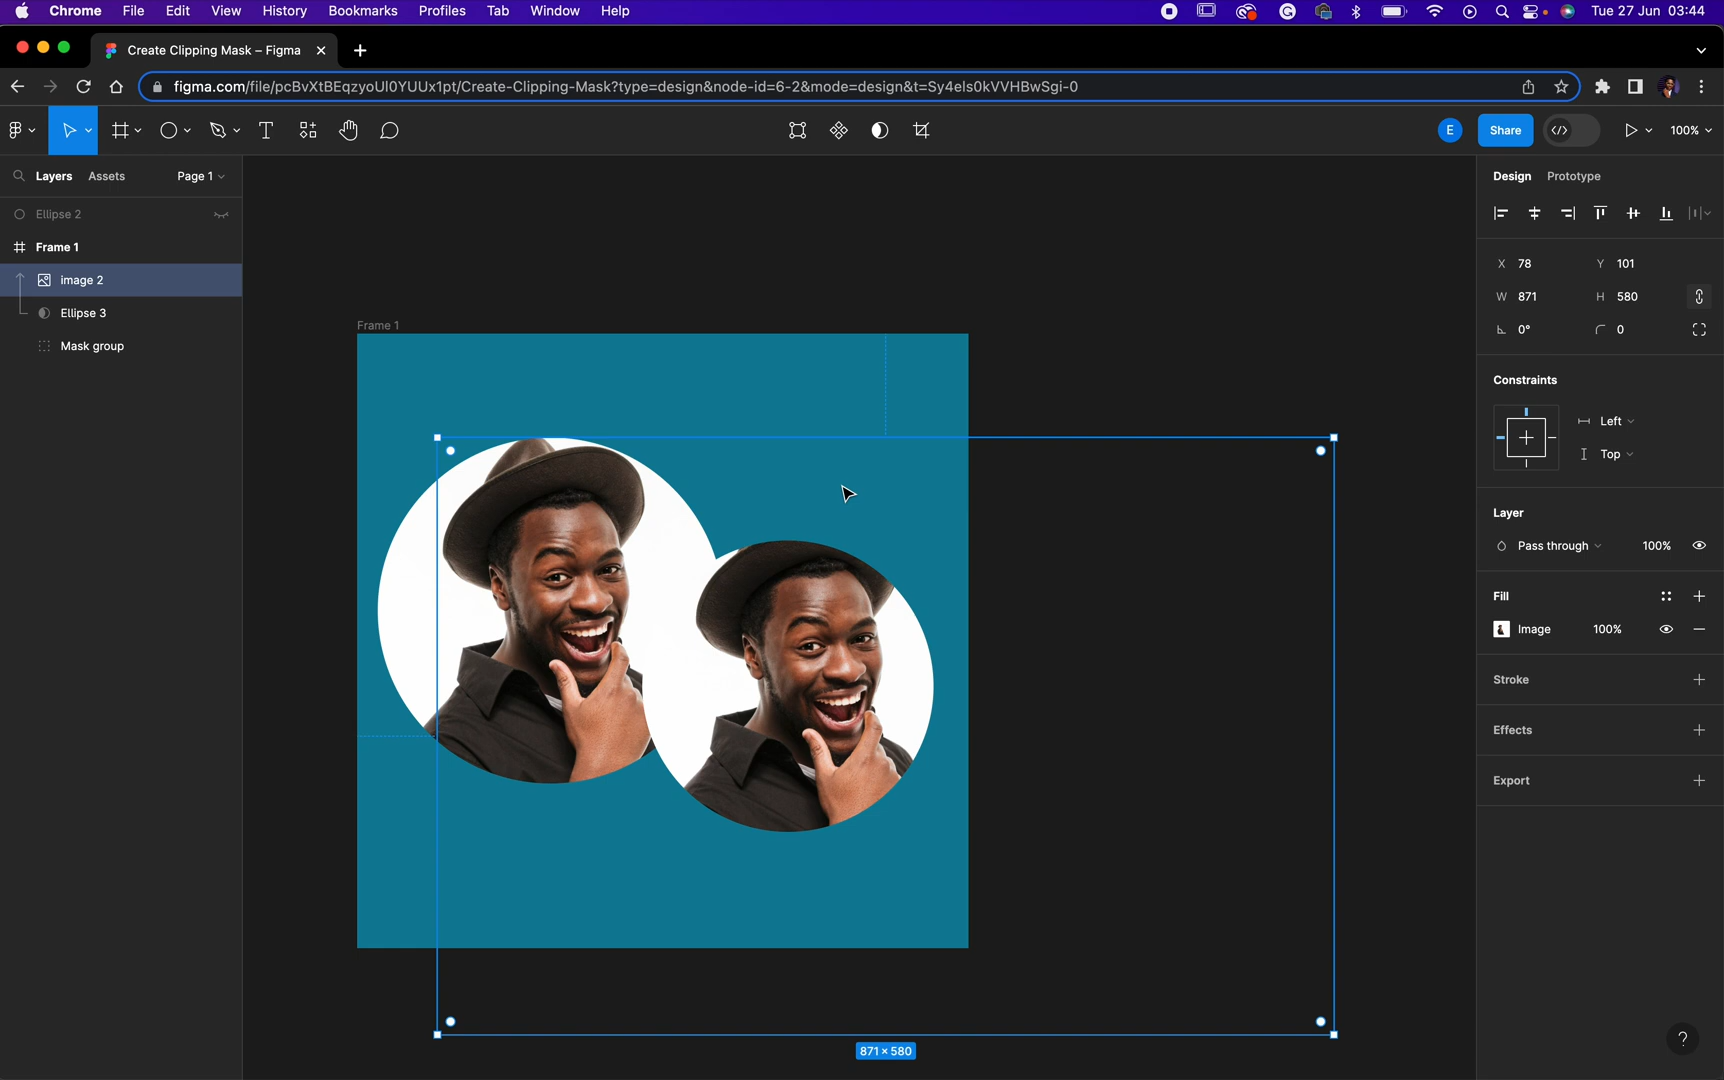 Chrome File Edit View History Bookmarks Profiles Tab Window Help Tue 27 Jun 03:44
Create Clipping Mask – Figma
figma.com/file/pcBvXtBEqzyoUl0YUUx1pt/Create-Clipping-Mask?type=design&node-id=6-2&mode=design&t=Sy4els0kVVHBwSgi-0
E Share 100%
Layers Assets Page 1
Ellipse 2
Frame 1
image 2
Ellipse 3
Mask group
Frame 1
871 × 580
Design Prototype
X 78 Y 101
W 871 H 580
0° 0
Constraints
Left
Top
Layer
Pass through 100%
Fill
Image 100%
Stroke
Effects
Export
?